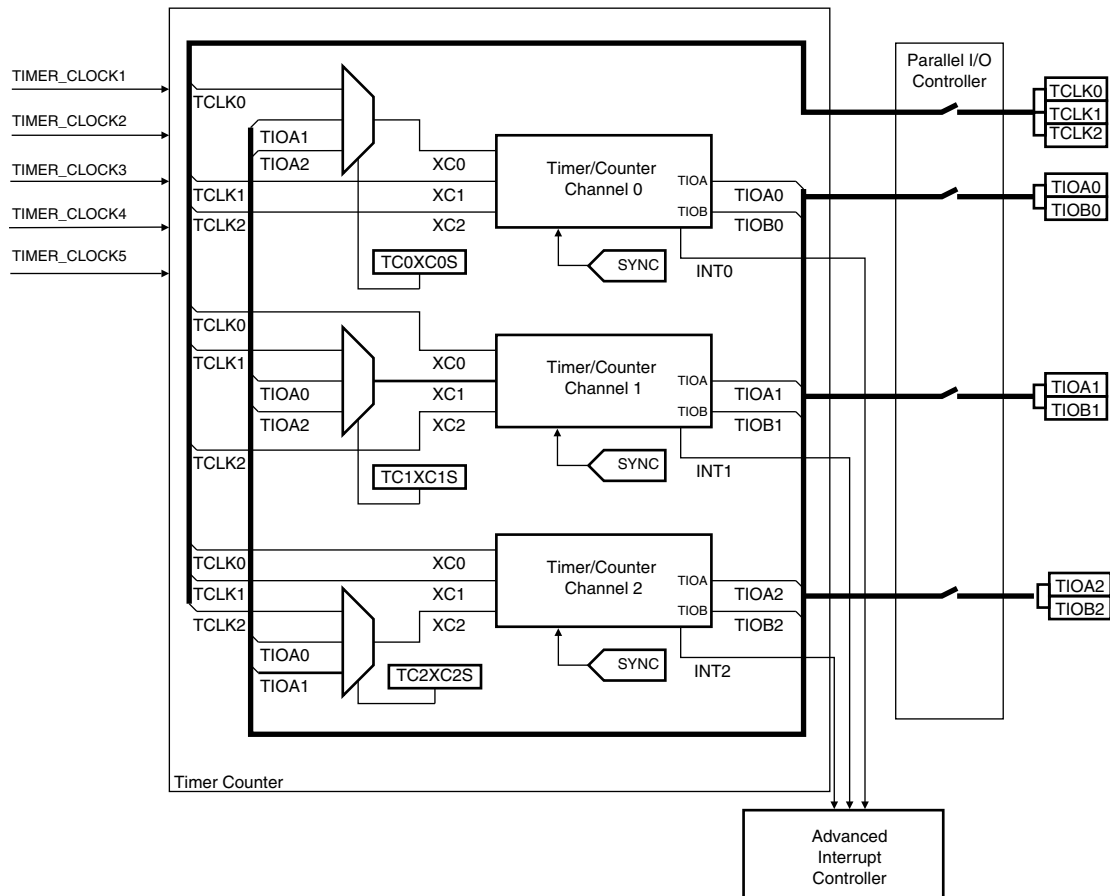 TIMER_CLOCK1
TIMER_CLOCK2
TIMER_CLOCK3
TIMER_CLOCK4
TIMER_CLOCK5
TCLK0
TIOA1
TIOA2
TCLK1
TCLK2
XC0
XC1
XC2
TC0XC0S
Timer/Counter
Channel 0
TIOA
TIOB
TIOA0
TIOB0
SYNC
INT0
TCLK0
TCLK1
TIOA0
TIOA2
TCLK2
XC0
XC1
XC2
TC1XC1S
Timer/Counter
Channel 1
TIOA
TIOB
TIOA1
TIOB1
SYNC
INT1
TCLK0
TCLK1
TCLK2
TIOA0
TIOA1
XC0
XC1
XC2
TC2XC2S
Timer/Counter
Channel 2
TIOA
TIOB
TIOA2
TIOB2
SYNC
INT2
Timer Counter
Parallel I/O
Controller
TCLK0
TCLK1
TCLK2
TIOA0
TIOB0
TIOA1
TIOB1
TIOA2
TIOB2
Advanced
Interrupt
Controller